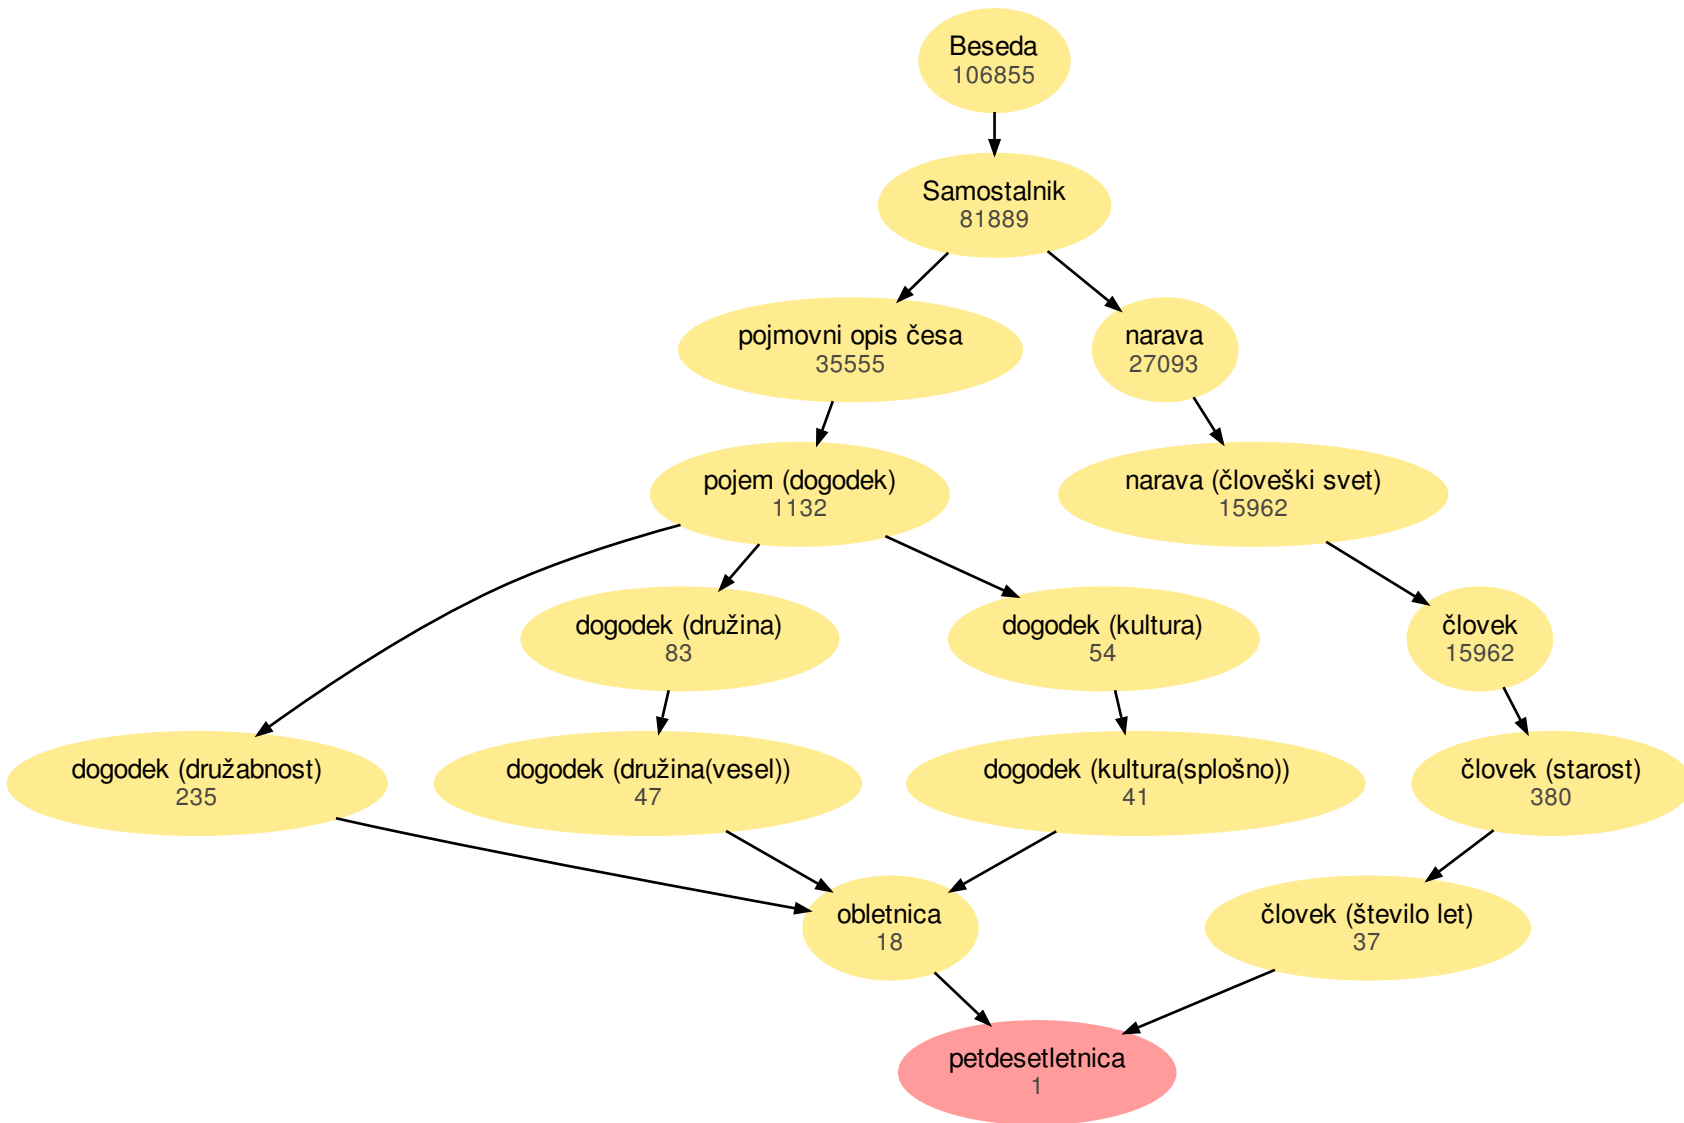 Beseda
106855
Samostalnik
81889
pojmovni opis česa
35555
narava
27093
pojem (dogodek)
1132
narava (človeški svet)
15962
dogodek (družina)
83
dogodek (kultura)
54
človek
15962
dogodek (družabnost)
235
dogodek (družina(vesel))
47
dogodek (kultura(splošno))
41
človek (starost)
380
obletnica
18
človek (število let)
37
petdesetletnica
1